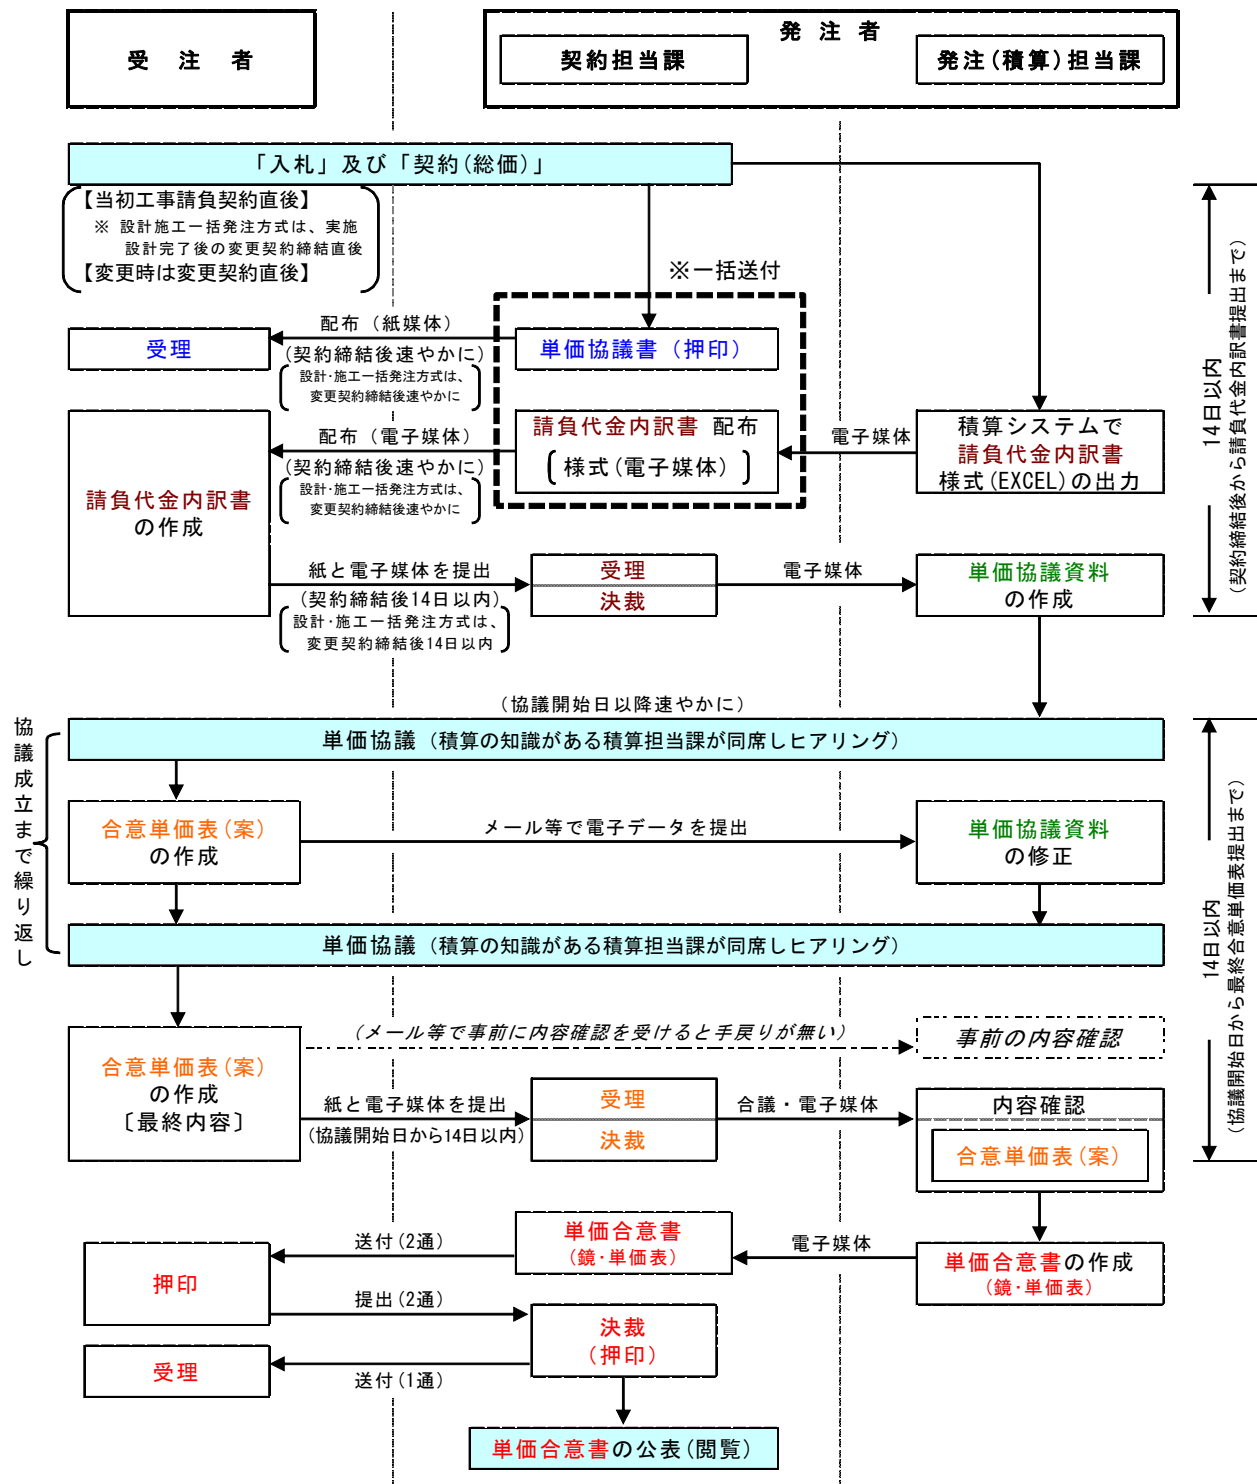 受 注 者
発 注 者
契約担当課
発注(積算)担当課
「入札」及び「契約(総価)」
【当初工事請負契約直後】
※ 設計施工一括発注方式は、実施
設計完了後の変更契約締結直後
【変更時は変更契約直後】
※一括送付
配布(紙媒体)
受理
単価協議書(押印)
(契約締結後速やかに)
設計・施工一括発注方式は、
変更契約締結後速やかに
14日以内
(契約締結後から請負代金内訳書提出まで)
請負代金内訳書
の作成
配布(電子媒体)
(契約締結後速やかに)
設計・施工一括発注方式は、
変更契約締結後速やかに
請負代金内訳書 配布
様式(電子媒体)
電子媒体
積算システムで
請負代金内訳書
様式(EXCEL)の出力
紙と電子媒体を提出
(契約締結後14日以内)
設計・施工一括発注方式は、
変更契約締結後14日以内
受理
決裁
電子媒体
単価協議資料
の作成
(協議開始日以降速やかに)
単価協議(積算の知識がある積算担当課が同席しヒアリング)
協議成立まで繰り返し
合意単価表(案)
の作成
メール等で電子データを提出
単価協議資料
の修正
14日以内
(協議開始日から最終合意単価表提出まで)
単価協議(積算の知識がある積算担当課が同席しヒアリング)
(メール等で事前に内容確認を受けると手戻りが無い)
事前の内容確認
合意単価表(案)
の作成
〔最終内容〕
紙と電子媒体を提出
(協議開始日から14日以内)
受理
決裁
合議・電子媒体
内容確認
合意単価表(案)
送付(2通)
単価合意書
(鏡・単価表)
電子媒体
単価合意書の作成
(鏡・単価表)
押印
提出(2通)
決裁
(押印)
受理
送付(1通)
単価合意書の公表(閲覧)